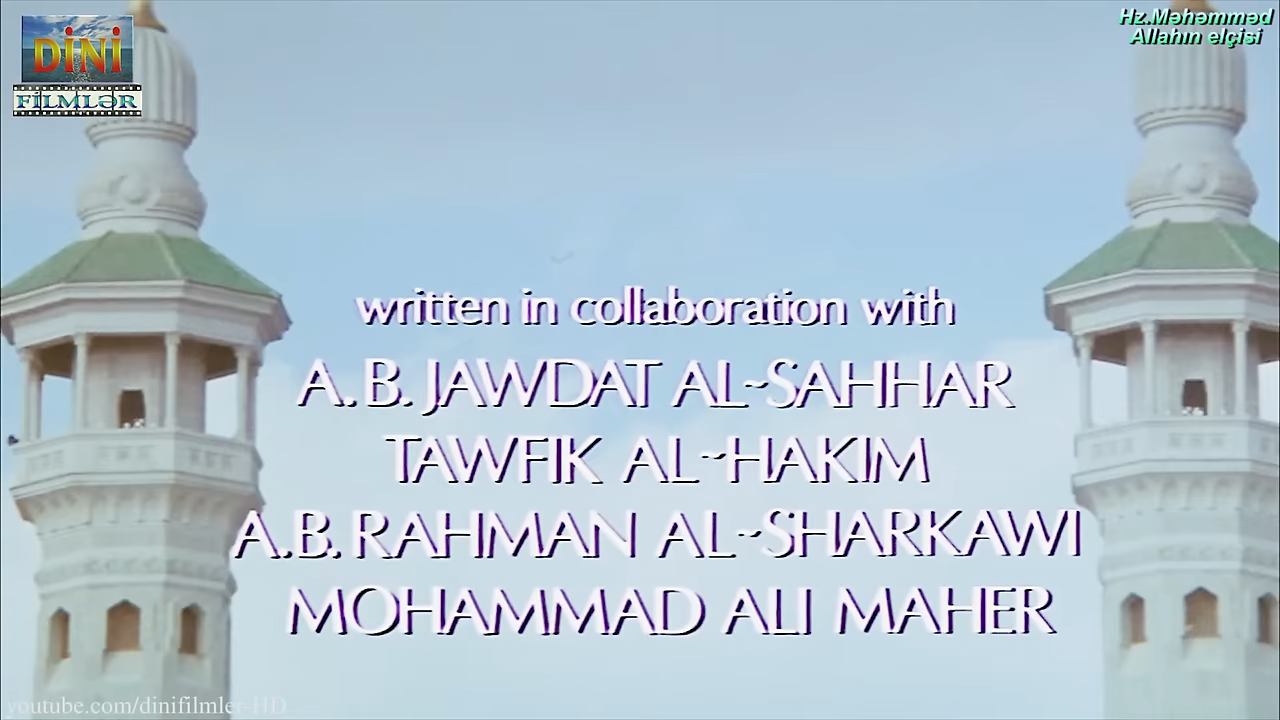 DİNİ
FİLMLƏR
Hz.Məhəmməd
Allahın elçisi
written in collaboration with
A.B. JAWDAT AL~SAHHAR
TAWFIK AL~HAKIM
A.B. RAHMAN AL~SHARKAWI
MOHAMMAD ALI MAHER
youtube.com/dinifilmler-HD